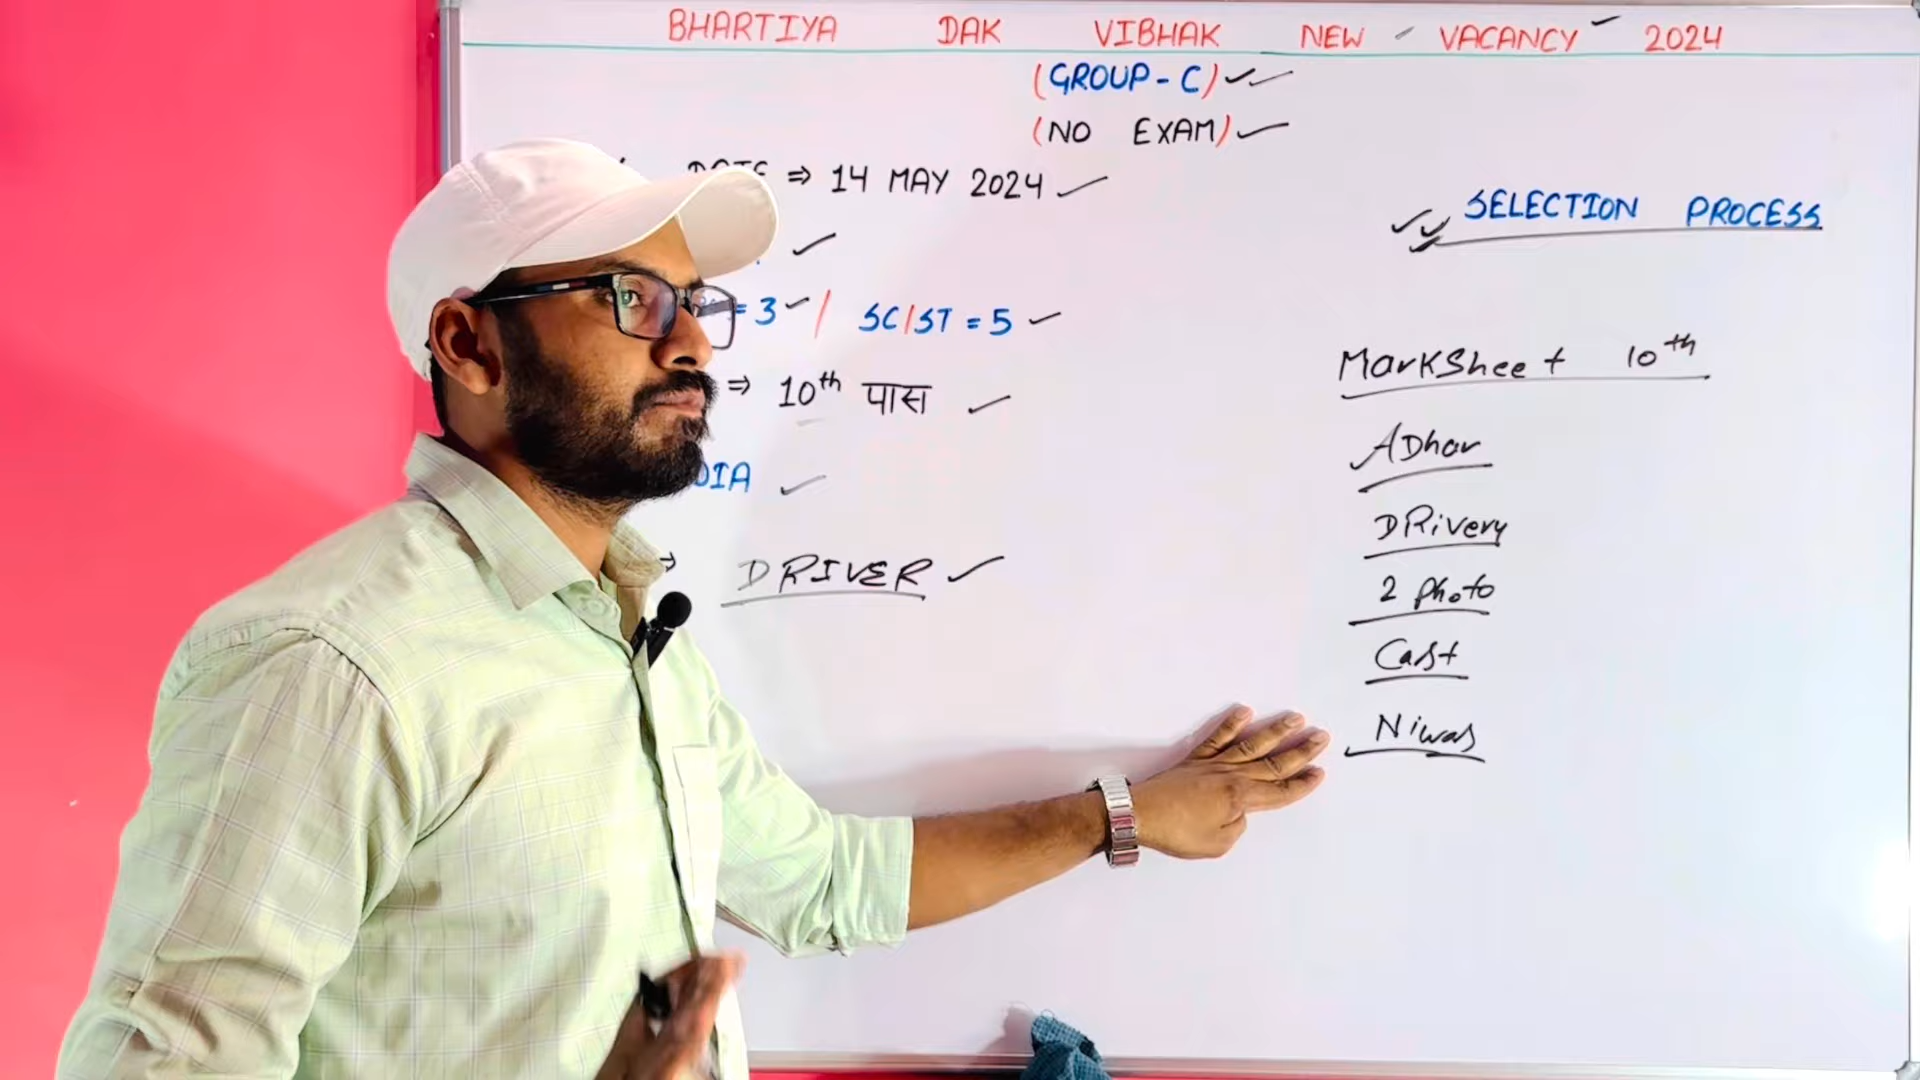 BHARTIYA DAK VIBHAK NEW VACANCY 2024
(GROUP-C)
(NO EXAM)
DATE ⇒ 14 MAY 2024
= 3 / SC/ST = 5
⇒ 10th पास
DIA
⇒ DRIVER
SELECTION PROCESS
MarkSheet 10th
ADhar
DRivery
2 Photo
Cast
Niwas